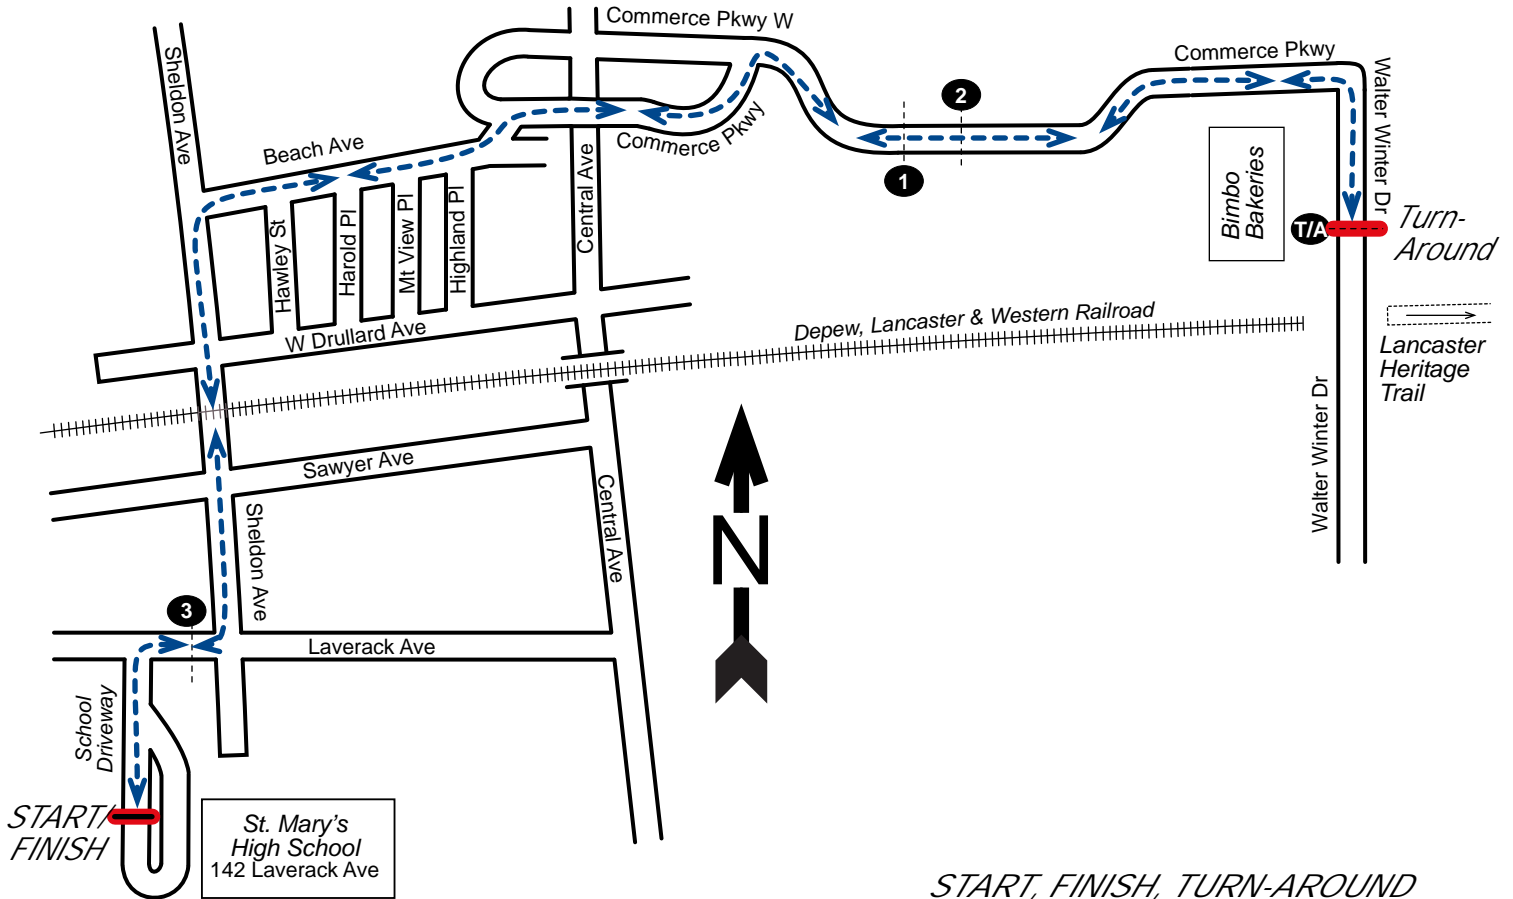 Commerce Pkwy W
Sheldon Ave
Commerce Pkwy
Walter Winter Dr
2
Beach Ave
Commerce Pkwy
Central Ave
1
Bimbo
Bakeries
T/A
Turn-
Around
Hawley St
Harold Pl
Mt View Pl
Highland Pl
W Drullard Ave
Depew, Lancaster & Western Railroad
Lancaster
Heritage
Trail
Walter Winter Dr
Sawyer Ave
Central Ave
Sheldon Ave
N
3
Laverack Ave
School
Driveway
START/
FINISH
St. Mary’s
High School
142 Laverack Ave
START, FINISH, TURN-AROUND